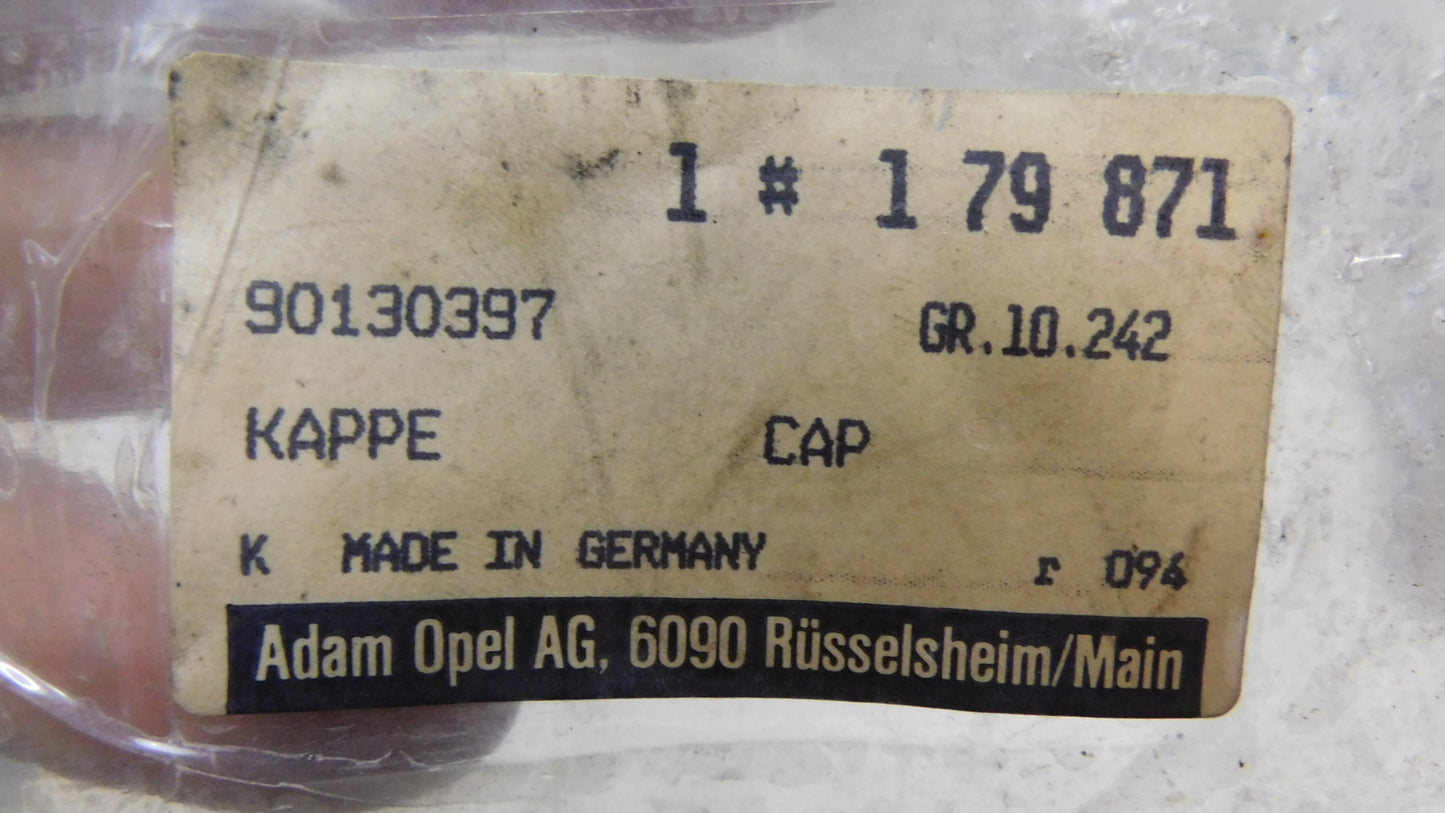 1 # 1 79 871
90130397 GR.10.242
KAPPE CAP
K MADE IN GERMANY r 094
Adam Opel AG, 6090 Rüsselsheim/Main